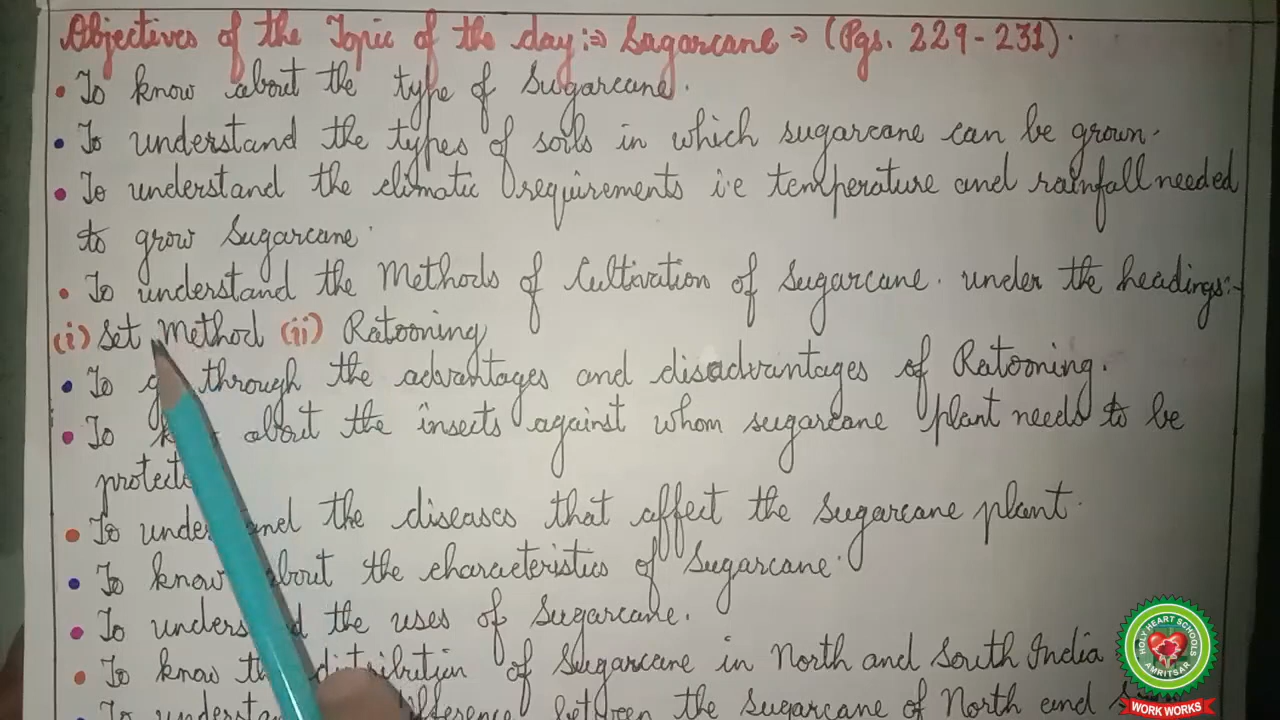 Objectives of the Topic of the day:⇒ Sugarcane → (Pgs. 229-231).
• To know about the type of Sugarcane.
• To understand the types of soils in which sugarcane can be grown.
• To understand the climatic requirements i.e temperature and rainfall needed
to grow Sugarcane.
• To understand the Methods of Cultivation of Sugarcane. under the headings:-
(i) Set Method (ii) Ratooning
• To through the advantages and disadvantages of Ratooning.
• To about the insects against whom sugarcane plant needs to be
• To the diseases that affect the sugarcane plant.
• To know about the characteristics of Sugarcane.
• To the uses of Sugarcane.
• To know of Sugarcane in North and South India
• To between the Sugarcane of North and
HOLY HEART SCHOOLS
AMRITSAR
WORK WORKS